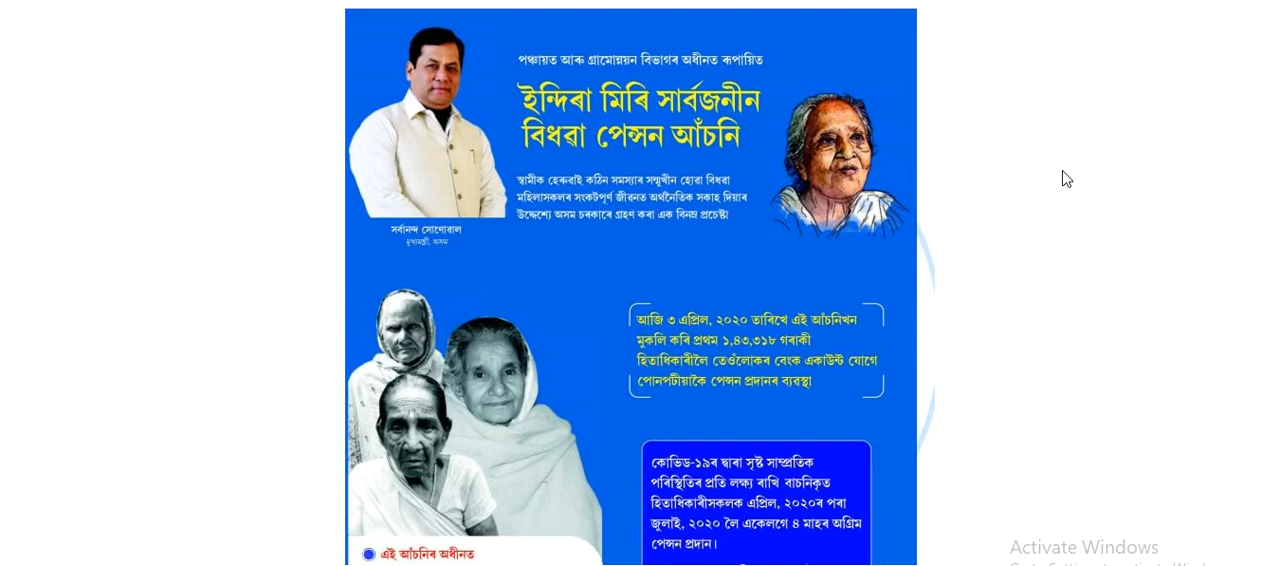 পঞ্চায়ত আৰু গ্ৰামোন্নয়ন বিভাগৰ অধীনত ৰূপায়িত
ইন্দিৰা মিৰি সাৰ্বজনীন
বিধৱা পেন্সন আঁচনি
স্বামীক হেৰুৱাই কঠিন সমস্যাৰ সন্মুখীন হোৱা বিধৱা
মহিলাসকলৰ সংকটপূৰ্ণ জীৱনত অৰ্থনৈতিক সকাহ দিয়াৰ
উদ্দেশ্যে অসম চৰকাৰে গ্ৰহণ কৰা এক বিনম্ৰ প্ৰচেষ্টা
সৰ্বানন্দ সোণোৱাল
মুখ্যমন্ত্ৰী, অসম
আজি ৩ এপ্ৰিল, ২০২০ তাৰিখে এই আঁচনিখন
মুকলি কৰি প্ৰথম ১,৪৩,৩১৮ গৰাকী
হিতাধিকাৰীলৈ তেওঁলোকৰ বেংক একাউন্ট যোগে
পোনপটীয়াকৈ পেন্সন প্ৰদানৰ ব্যৱস্থা
কোভিড-১৯ৰ দ্বাৰা সৃষ্ট সাম্প্ৰতিক
পৰিস্থিতিৰ প্ৰতি লক্ষ্য ৰাখি বাচনিকৃত
হিতাধিকাৰীসকলক এপ্ৰিল, ২০২০ৰ পৰা
জুলাই, ২০২০ লৈ একেলগে ৪ মাহৰ অগ্ৰিম
পেন্সন প্ৰদান।
এই আঁচনিৰ অধীনত
Activate Windows